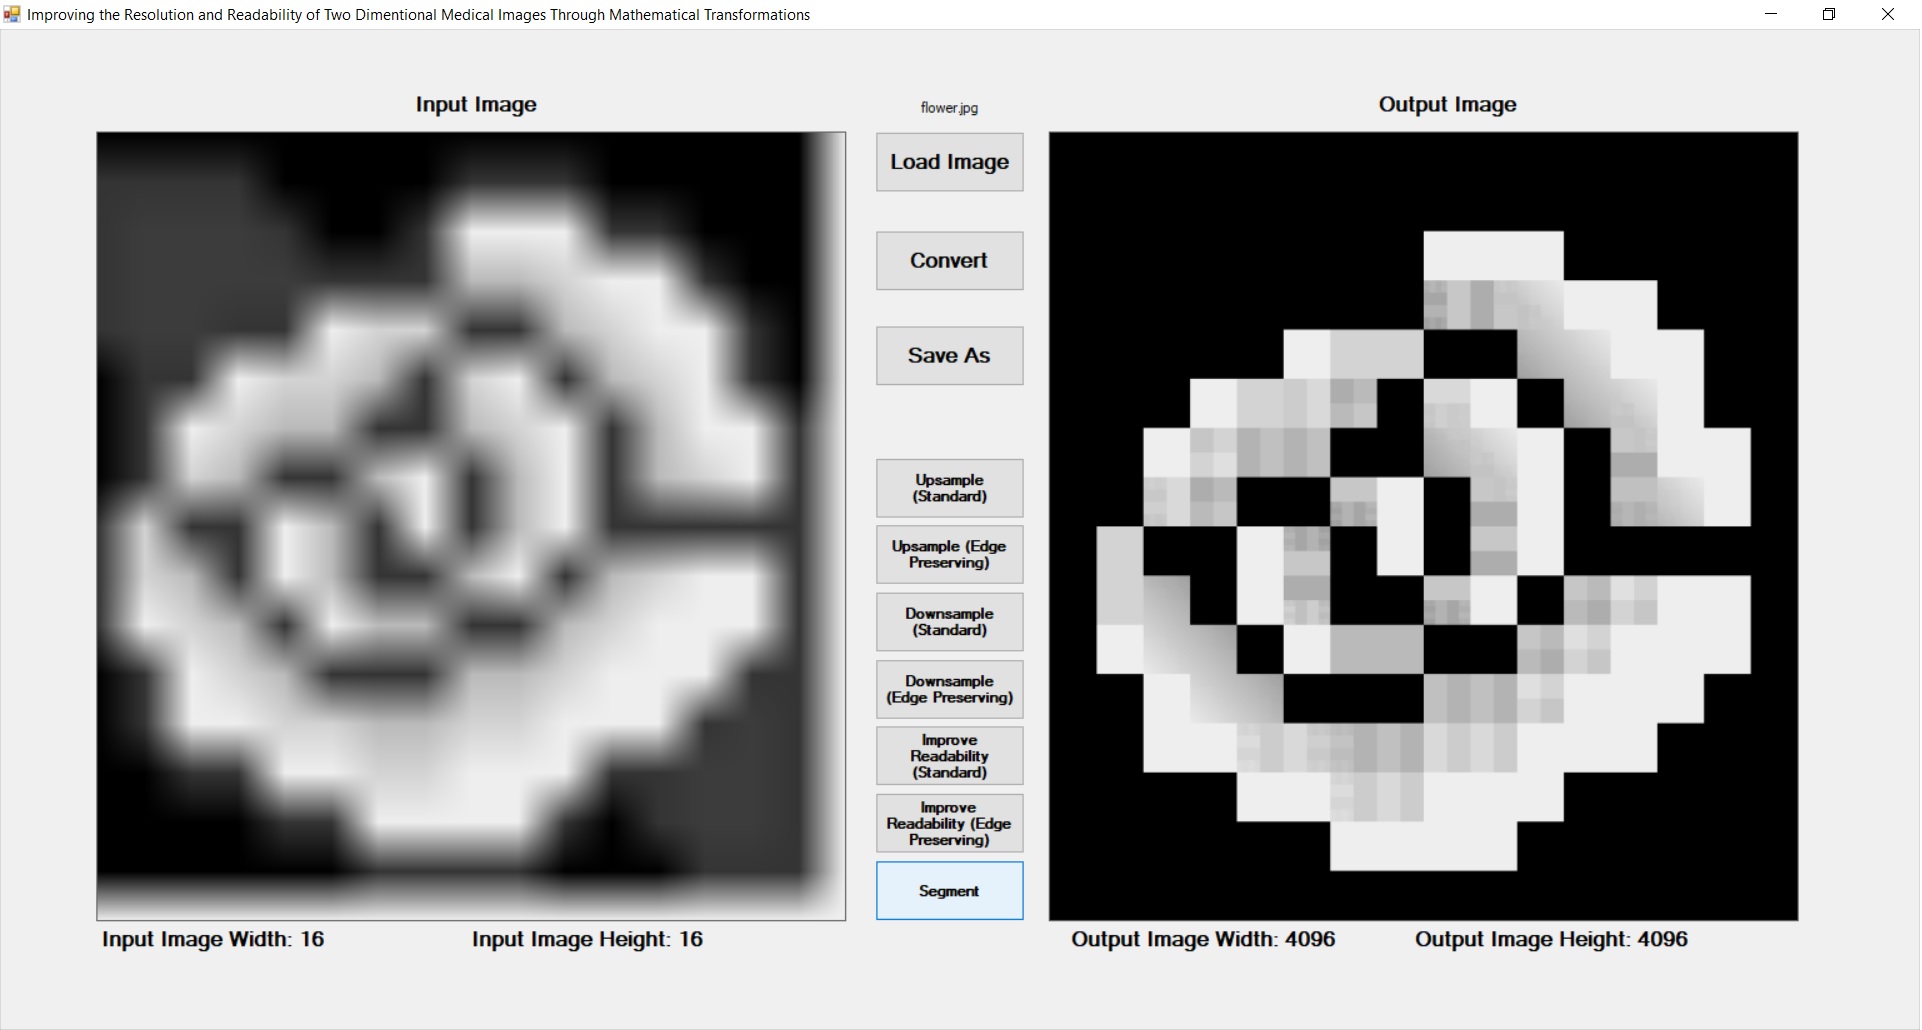 Improving the Resolution and Readability of Two Dimentional Medical Images Through Mathematical Transformations
Input Image
flower.jpg
Output Image
Load Image
Convert
Save As
Upsample
(Standard)
Upsample (Edge
Preserving)
Downsample
(Standard)
Downsample
(Edge Preserving)
Improve
Readability
(Standard)
Improve
Readability (Edge
Preserving)
Segment
Input Image Width: 16
Input Image Height: 16
Output Image Width: 4096
Output Image Height: 4096